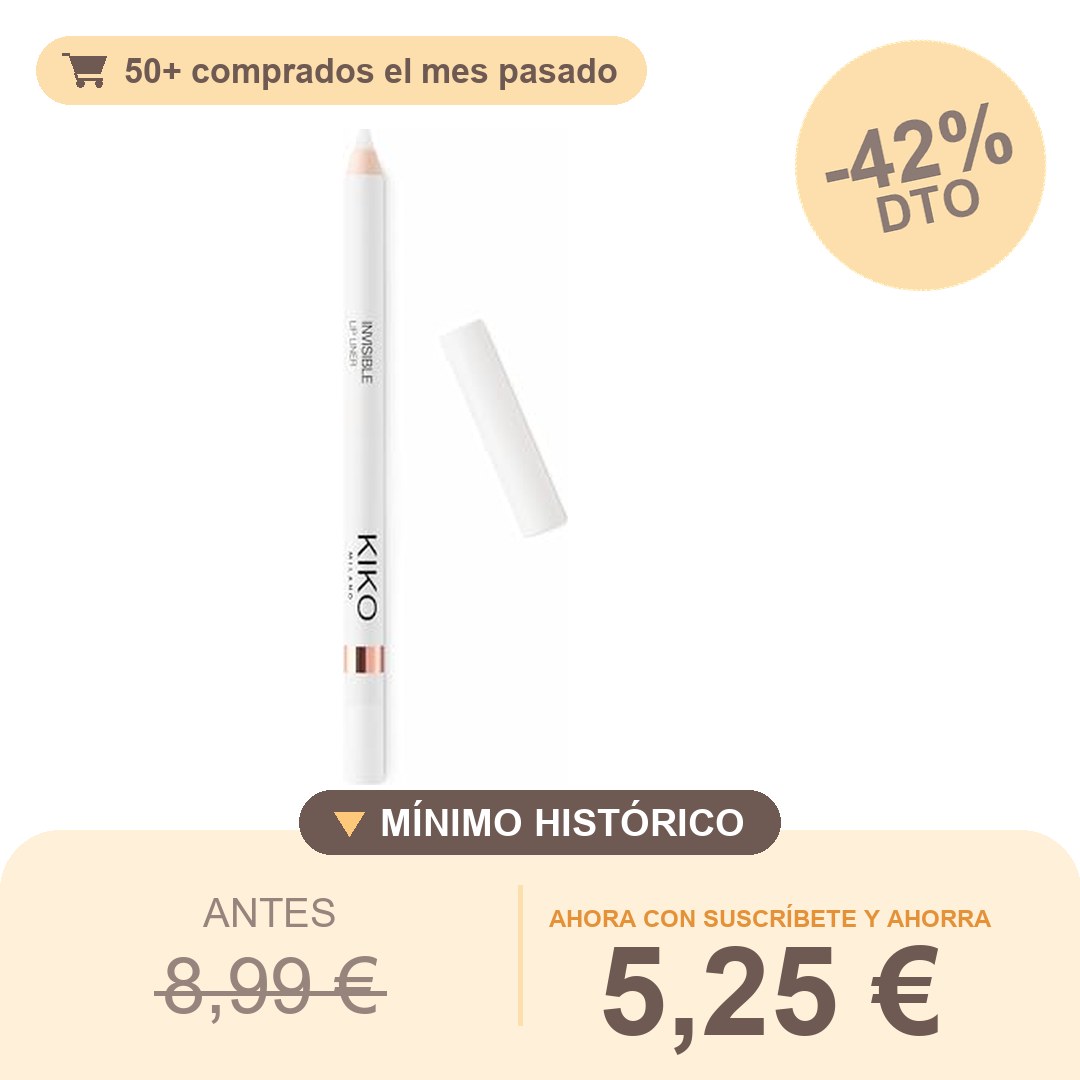 50+ comprados el mes pasado
-42%
DTO
INVISIBLE
LIP LINER
KIKO
MILANO
MÍNIMO HISTÓRICO
ANTES
8,99 €
AHORA CON SUSCRÍBETE Y AHORRA
5,25 €